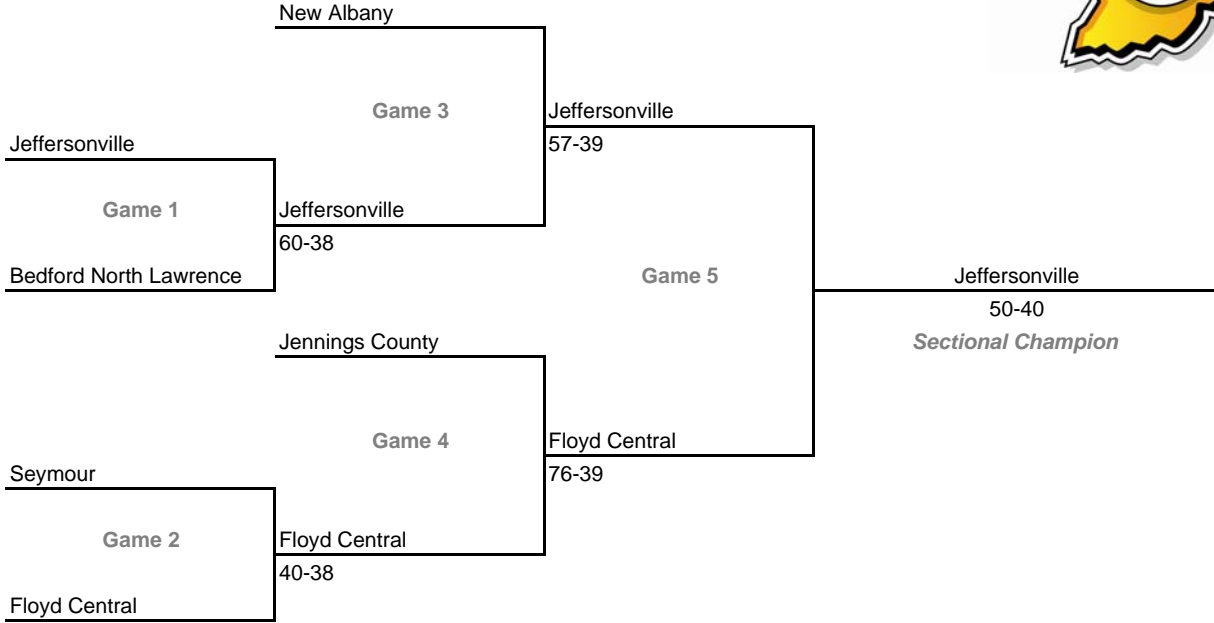 New Albany
Game 3
Jeffersonville
Jeffersonville
57-39
Game 1
Jeffersonville
60-38
Bedford North Lawrence
Game 5
Jeffersonville
50-40
Jennings County
Sectional Champion
Game 4
Floyd Central
Seymour
76-39
Game 2
Floyd Central
40-38
Floyd Central